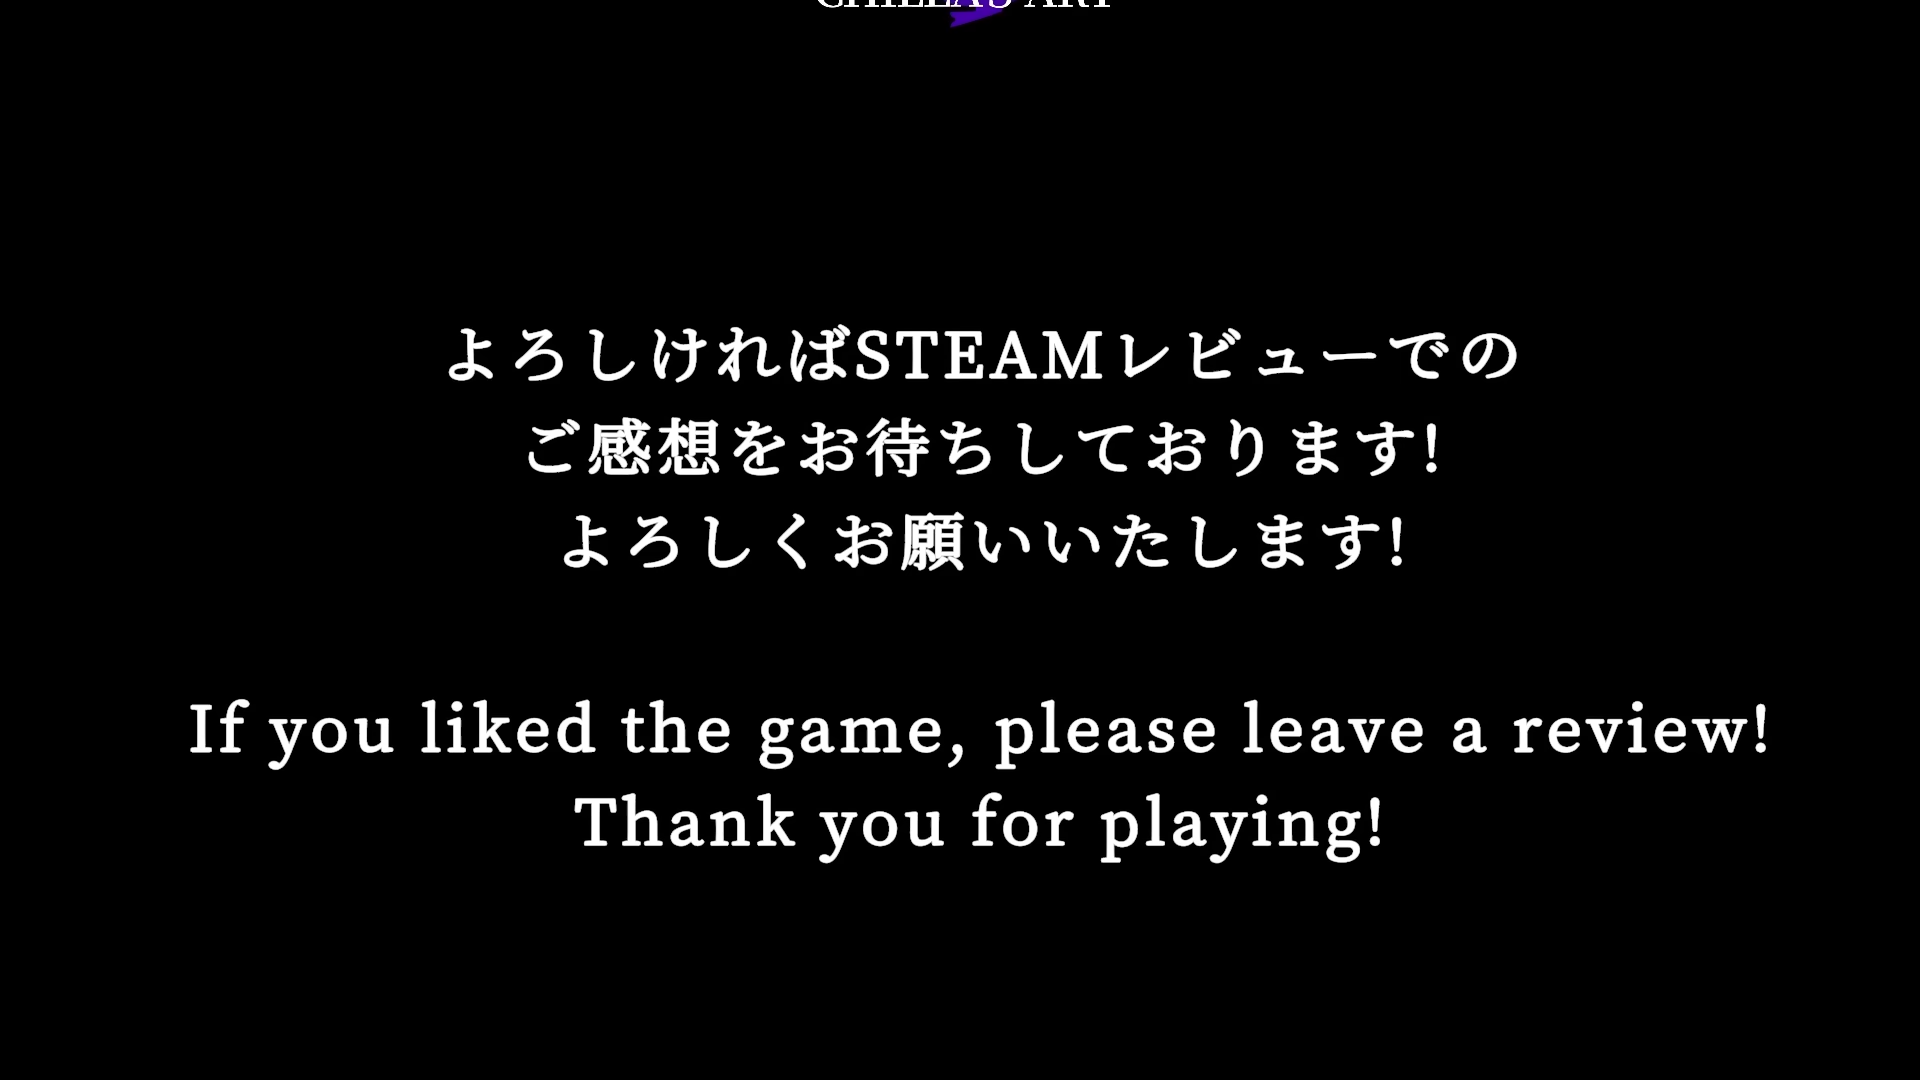 CHILLA'S ART
よろしければSTEAMレビューでの
ご感想をお待ちしております!
よろしくお願いいたします!
If you liked the game, please leave a review!
Thank you for playing!